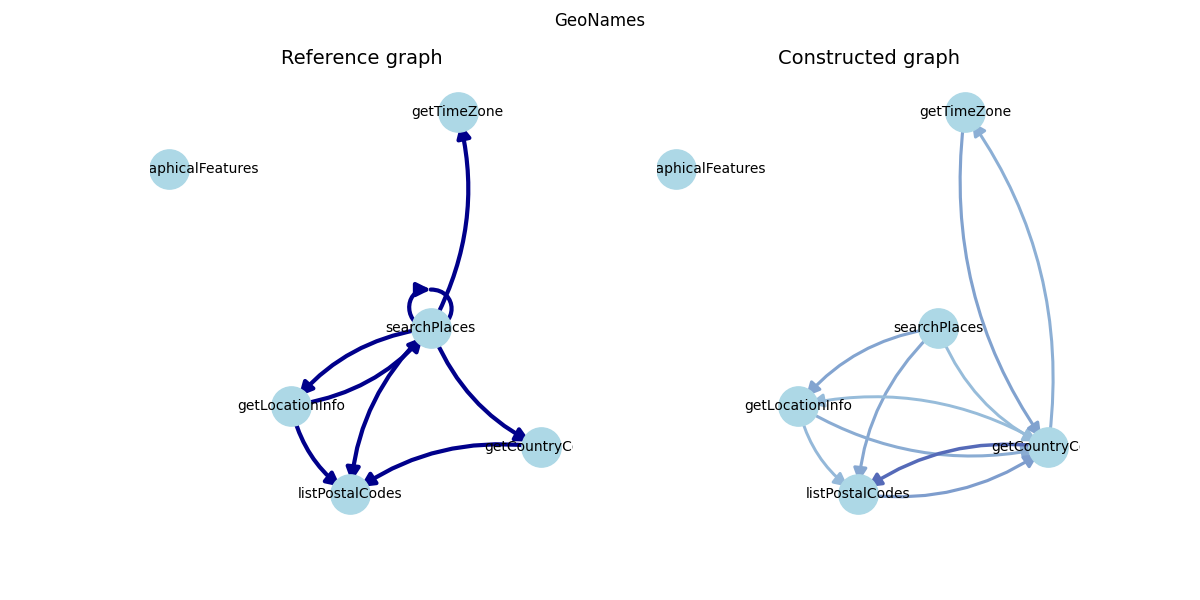 GeoNames
Reference graph
getTimeZone
aphicalFeatures
searchPlaces
getLocationInfo
getCountryC
listPostalCodes
Constructed graph
getTimeZone
aphicalFeatures
searchPlaces
getLocationInfo
getCountryC
listPostalCodes